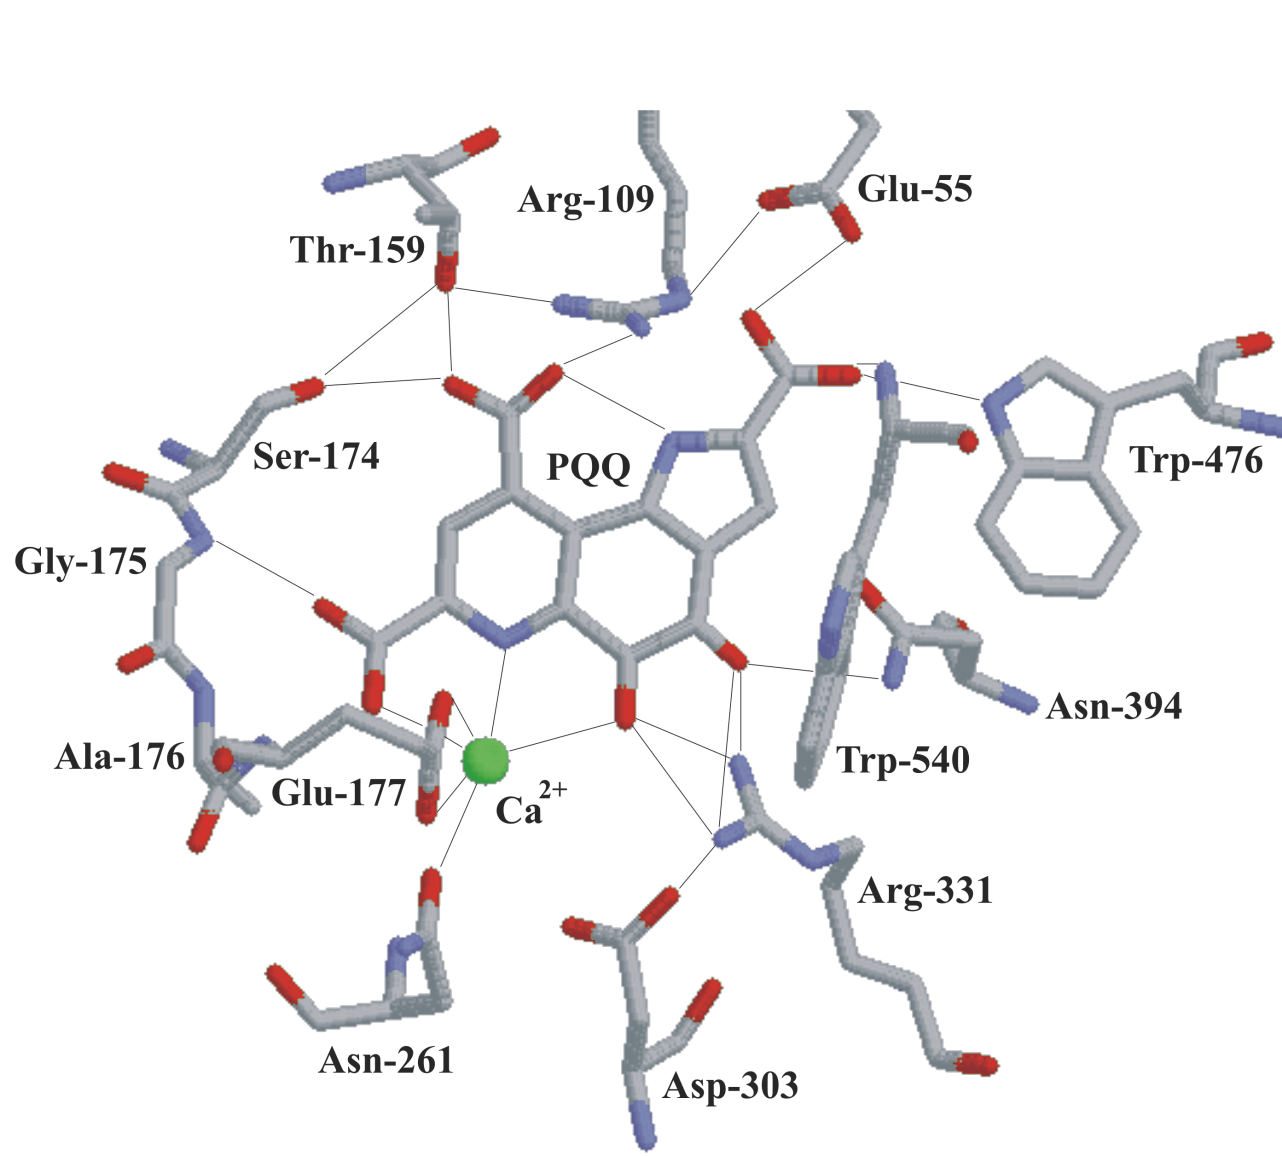 Glu-55
Arg-109
Thr-159
Ser-174
PQQ
Trp-476
Gly-175
Asn-394
Ala-176
Trp-540
Glu-177
Ca2+
Arg-331
Asn-261
Asp-303